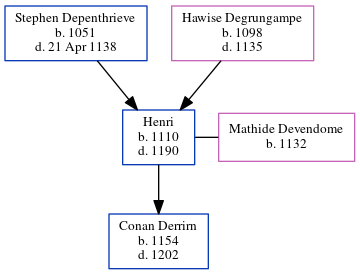 Stephen Depenthrieve
b. 1051
d. 21 Apr 1138
Hawise Degrungampe
b. 1098
d. 1135
Henri
b. 1110
d. 1190
Mathide Devendome
b. 1132
Conan Derrirn
b. 1154
d. 1202